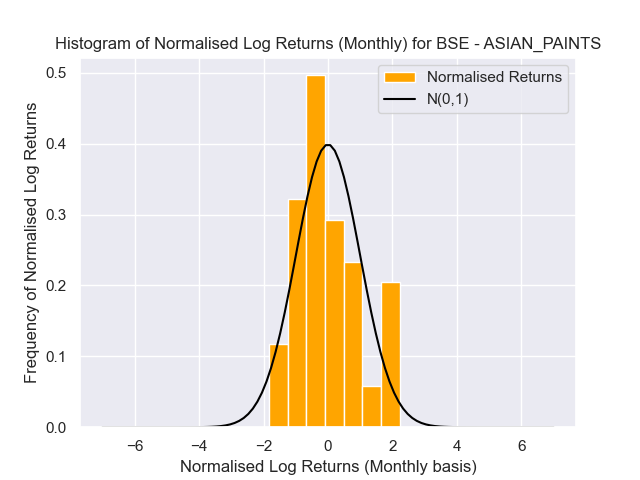 Histogram of Normalised Log Returns (Monthly) for BSE - ASIAN_PAINTS
Normalised Returns
N(0,1)
Frequency of Normalised Log Returns
0.5
0.4
0.3
0.2
0.1
0.0
−6 −4 −2 0 2 4 6
Normalised Log Returns (Monthly basis)